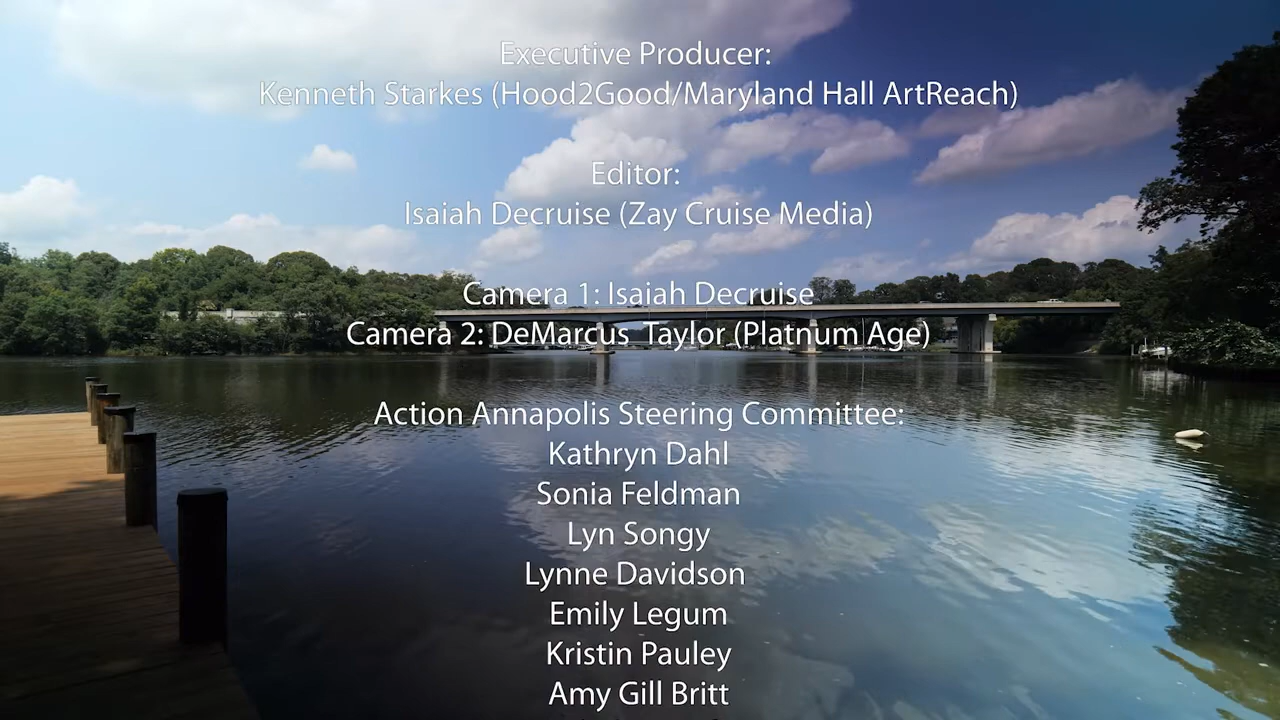 Executive Producer:
Kenneth Starkes (Hood2Good/Maryland Hall ArtReach)
Editor:
Isaiah Decruise (Zay Cruise Media)
Camera 1: Isaiah Decruise
Camera 2: DeMarcus Taylor (Platnum Age)
Action Annapolis Steering Committee:
Kathryn Dahl
Sonia Feldman
Lyn Songy
Lynne Davidson
Emily Legum
Kristin Pauley
Amy Gill Britt